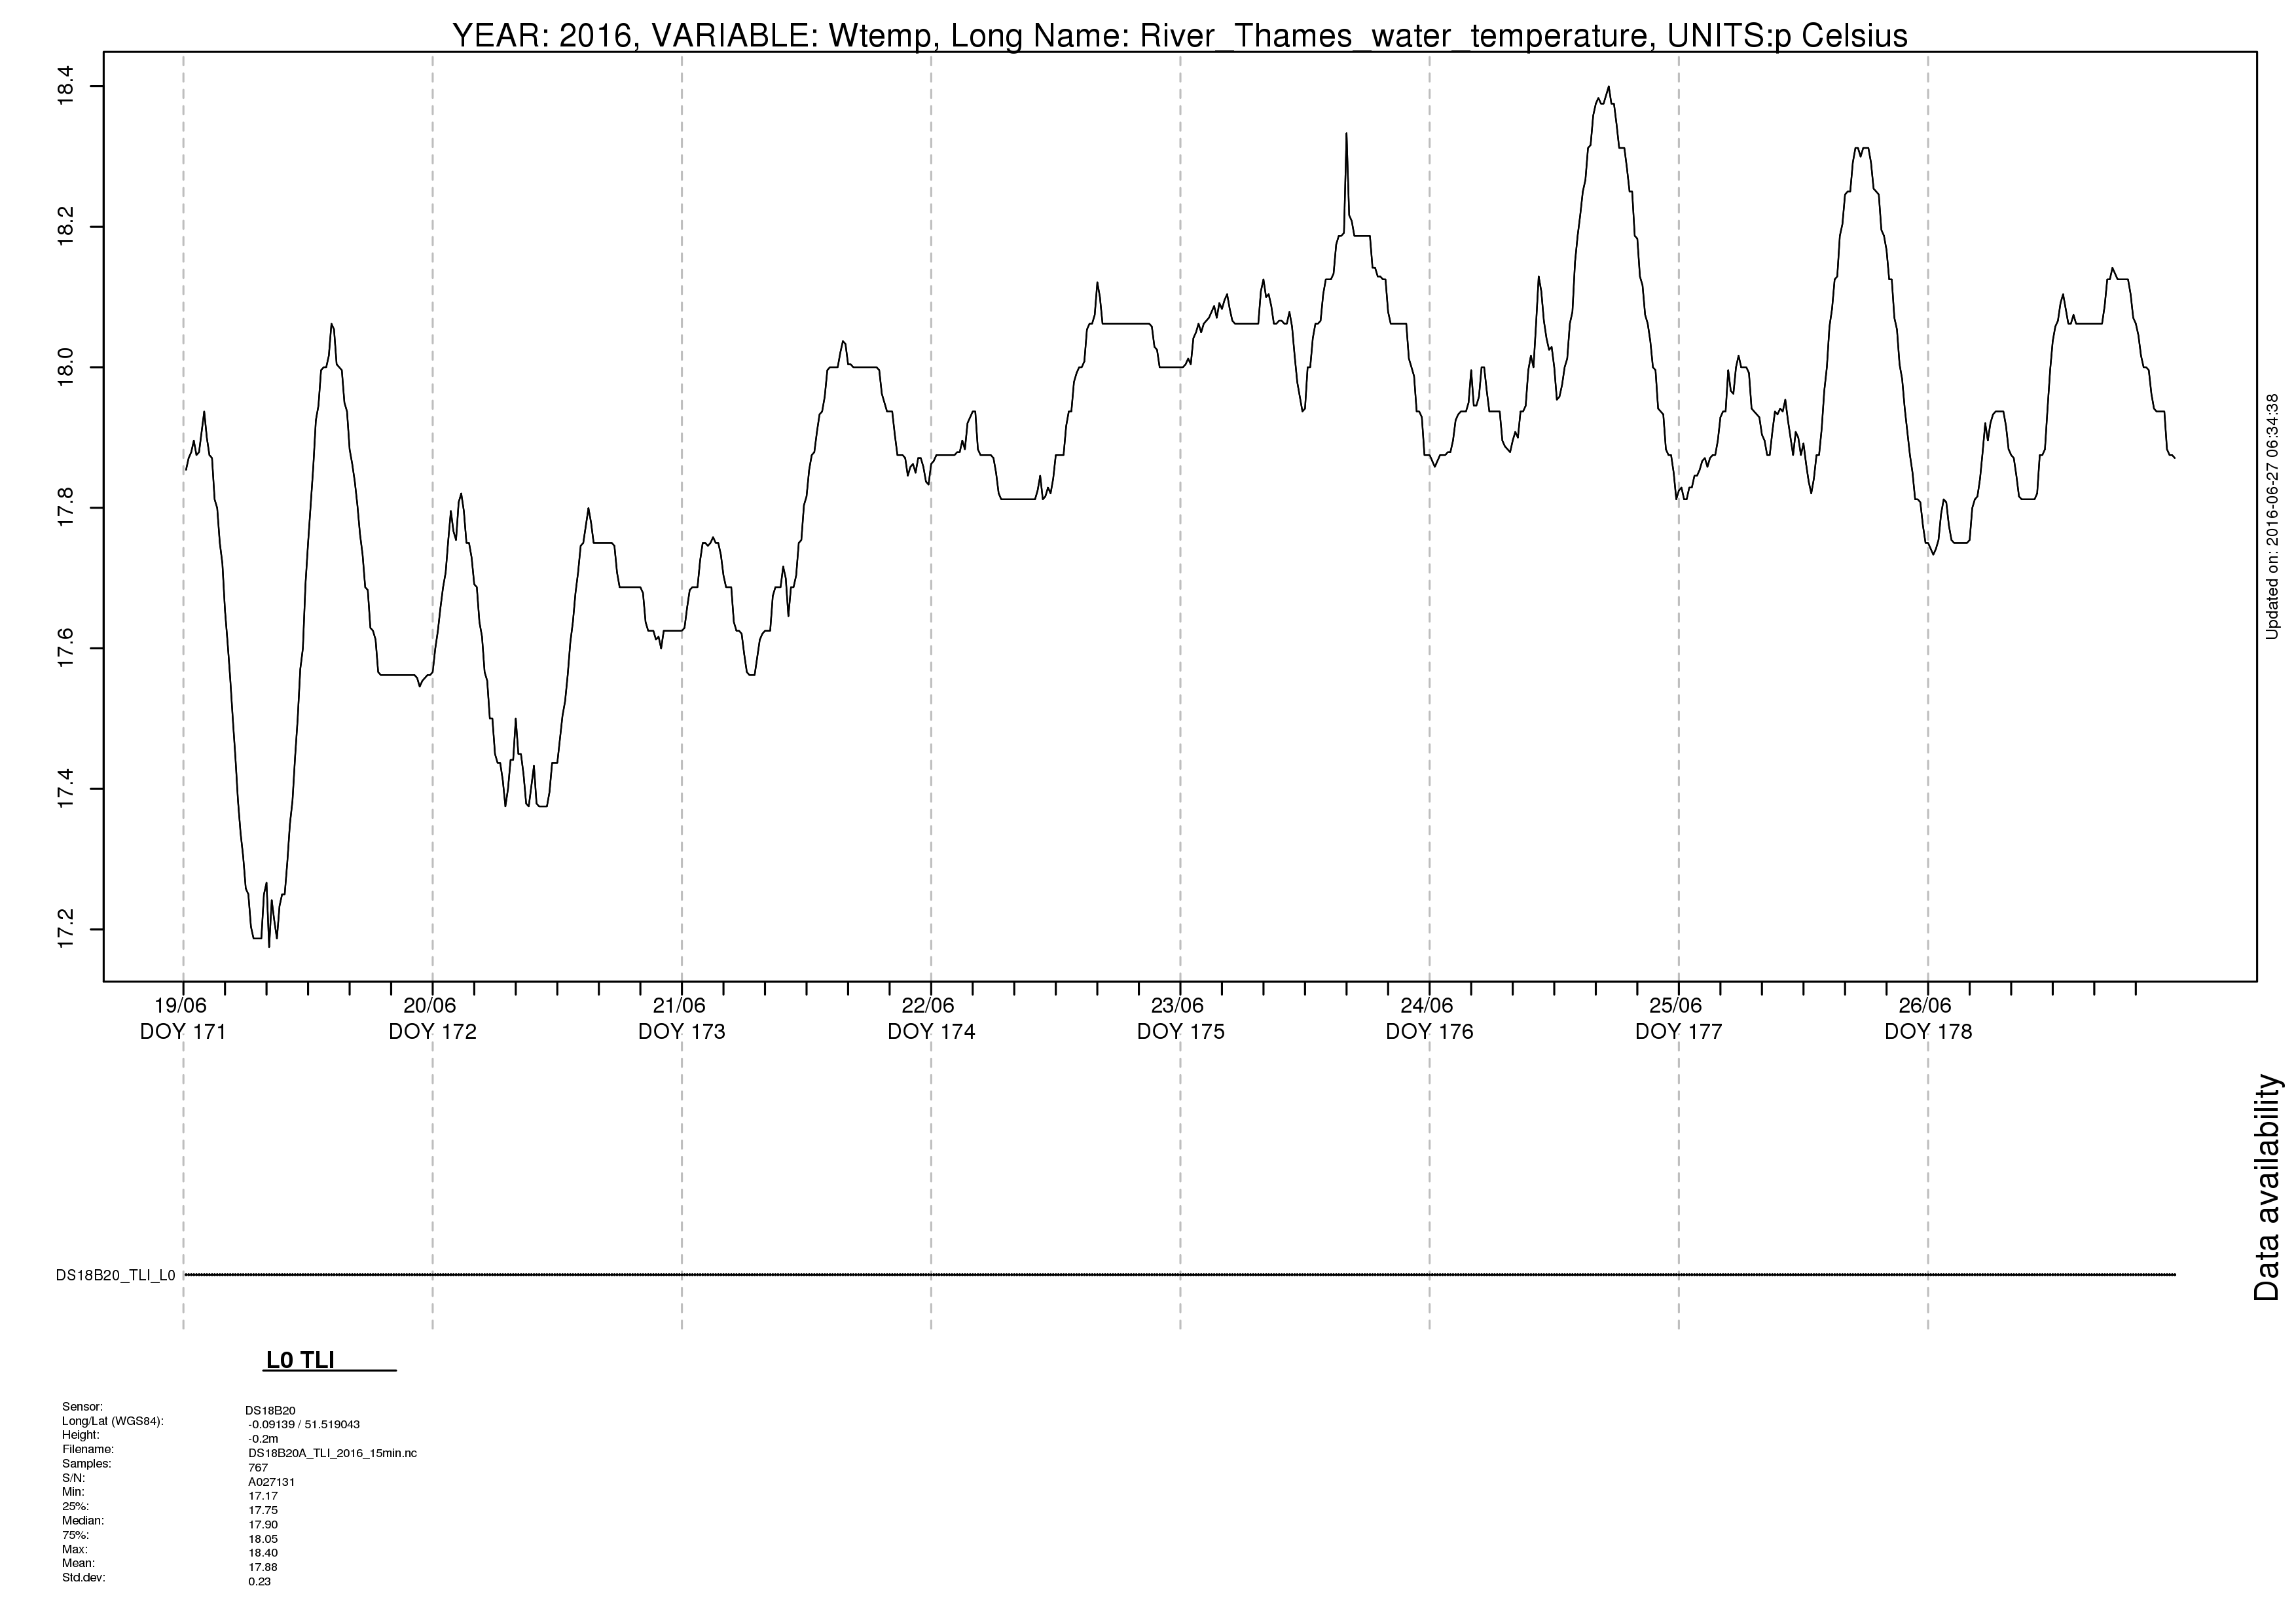 YEAR: 2016, VARIABLE: Wtemp, Long Name: River_Thames_water_temperature, UNITS:p Celsius
18.4
18.2
18.0
17.8
17.6
17.4
17.2
Updated on: 2016-06-27 06:34:38
19/06 20/06 21/06 22/06 23/06 24/06 25/06 26/06
DOY 171 DOY 172 DOY 173 DOY 174 DOY 175 DOY 176 DOY 177 DOY 178
Data availability
DS18B20_TLI_L0
L0 TLI
Sensor: DS18B20
Long/Lat (WGS84): -0.09139 / 51.519043
Height: -0.2m
Filename: DS18B20A_TLI_2016_15min.nc
Samples: 767
S/N: A027131
Min: 17.17
25%: 17.75
Median: 17.90
75%: 18.05
Max: 18.40
Mean: 17.88
Std.dev: 0.23